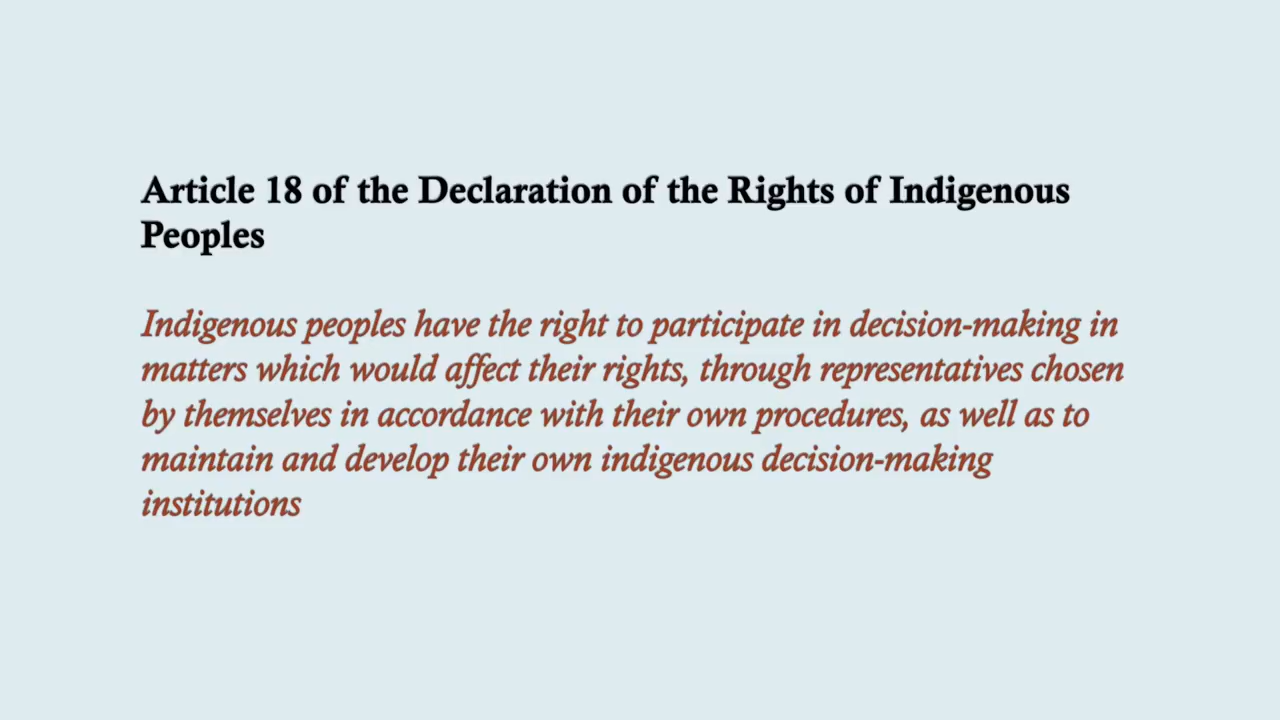 Article 18 of the Declaration of the Rights of Indigenous
Peoples
Indigenous peoples have the right to participate in decision-making in
matters which would affect their rights, through representatives chosen
by themselves in accordance with their own procedures, as well as to
maintain and develop their own indigenous decision-making
institutions